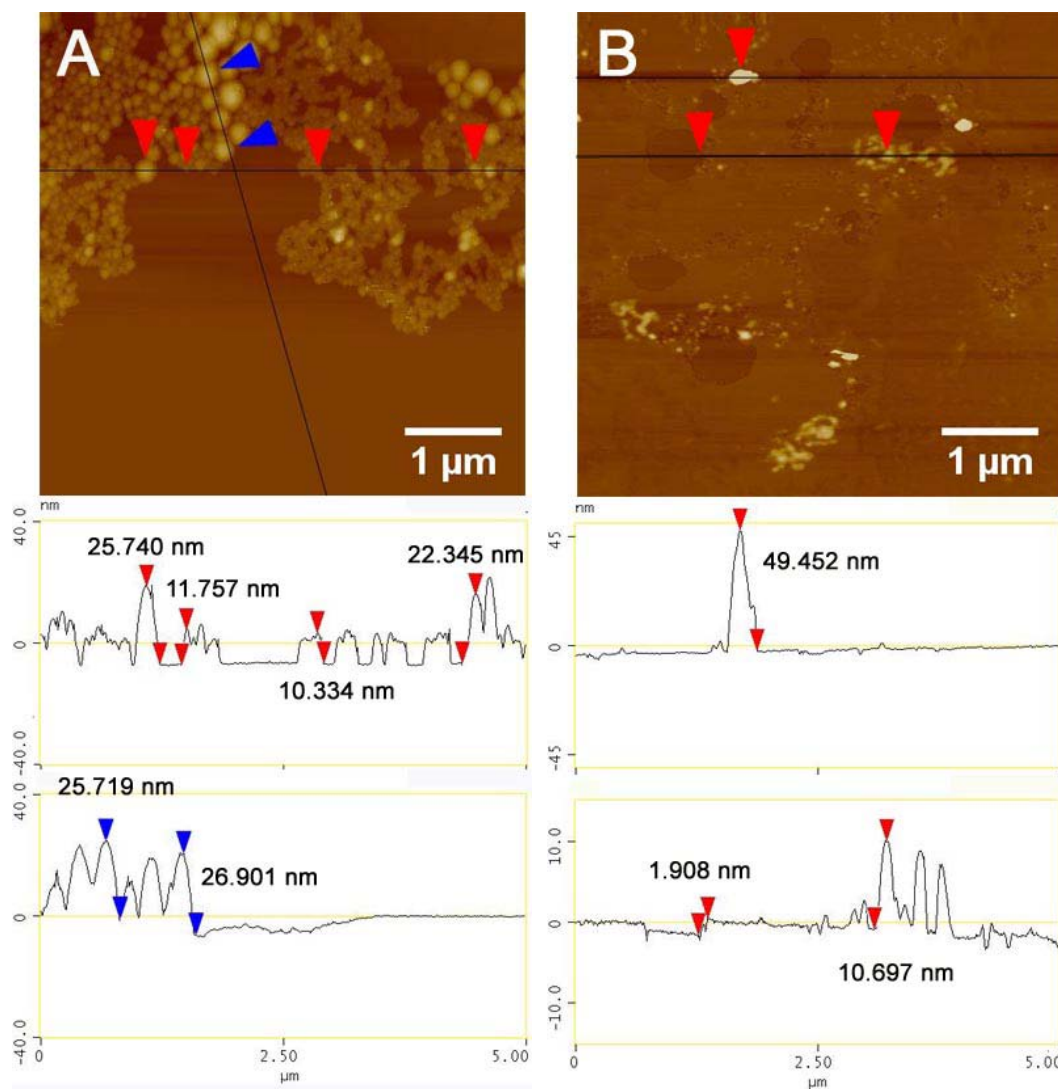 A
1 µm
nm
40.0
25.740 nm
11.757 nm
22.345 nm
0
10.334 nm
-40.0
25.719 nm
40.0
26.901 nm
0
-40.0
0
2.50
5.00
µm
B
1 µm
nm
45
49.452 nm
0
-45
10.0
1.908 nm
0
10.697 nm
-10.0
0
2.50
5.00
µm